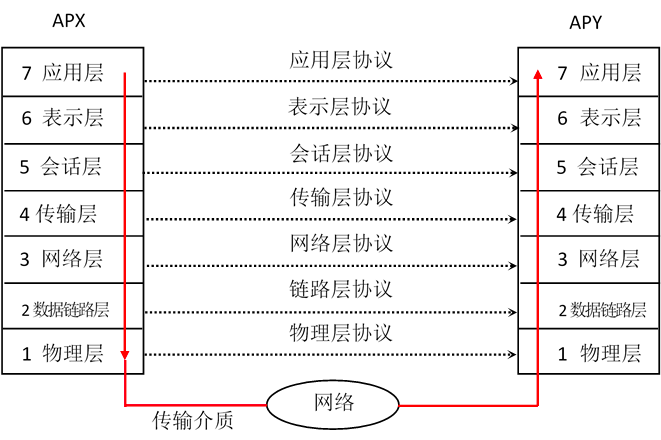 APX
APY
7 应用层
应用层协议
7 应用层
6 表示层
表示层协议
6 表示层
5 会话层
会话层协议
5 会话层
4 传输层
传输层协议
4 传输层
3 网络层
网络层协议
3 网络层
2 数据链路层
链路层协议
2 数据链路层
1 物理层
物理层协议
1 物理层
网络
传输介质